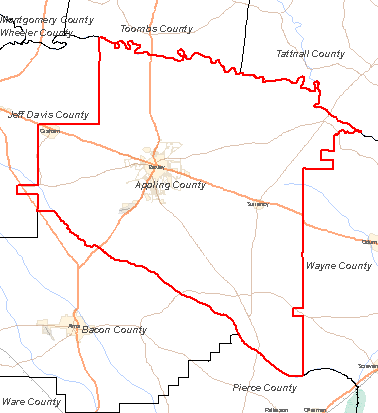 Montgomery County
Toombs County
Wheeler County
Tattnall County
Jeff Davis County
Graham
Baxley
Appling County
Surrency
Odum
Wayne County
Alma
Bacon County
Screven
Pierce County
Ware County
Patterson
Offerman